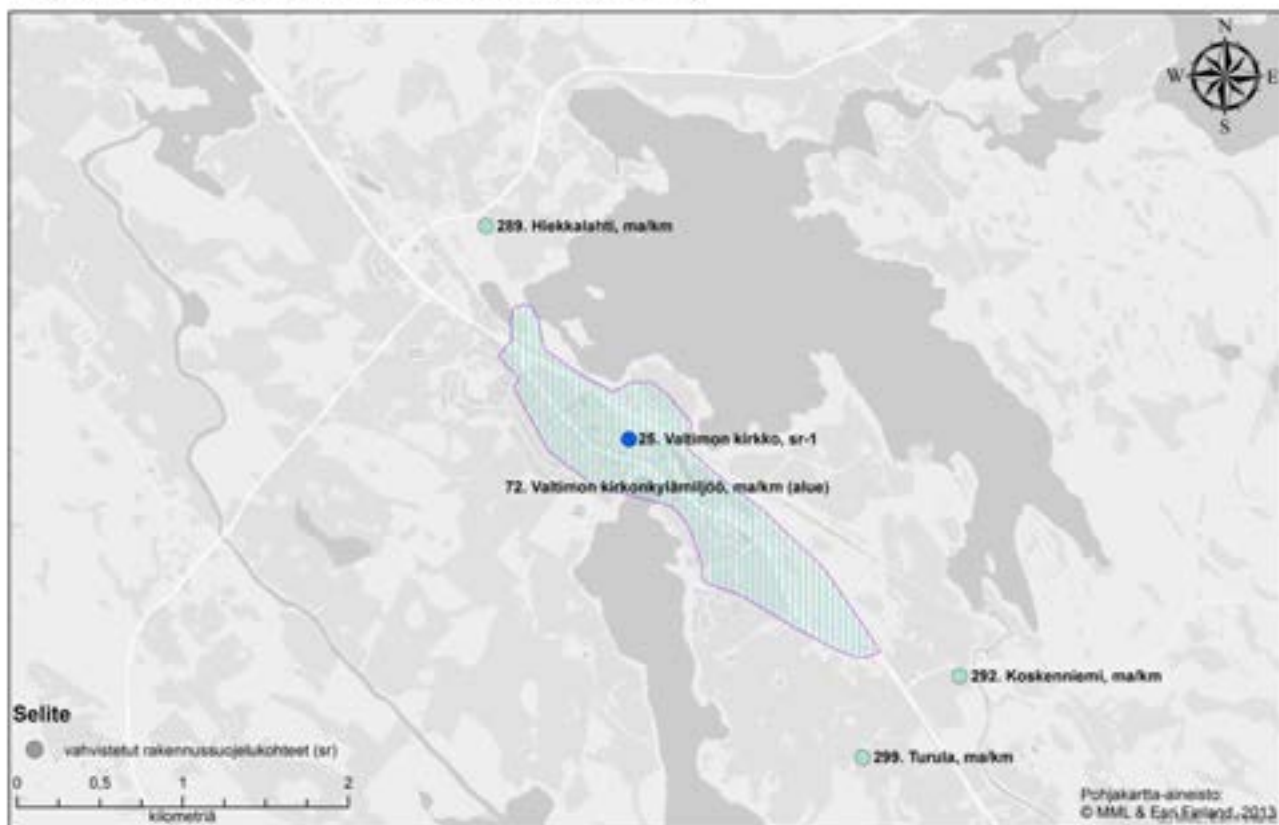 N
W E
S
289. Hiekkalahti, ma/km
25. Valtimon kirkko, sr-1
72. Valtimon kirkonkylämiljöö, ma/km (alue)
292. Koskenniemi, ma/km
299. Turula, ma/km
Selite
vahvistetut rakennussuojelukohteet (sr)
0 0,5 1 2
kilometriä
Pohjakartta-aineisto:
© MML & Esri Finland, 2013